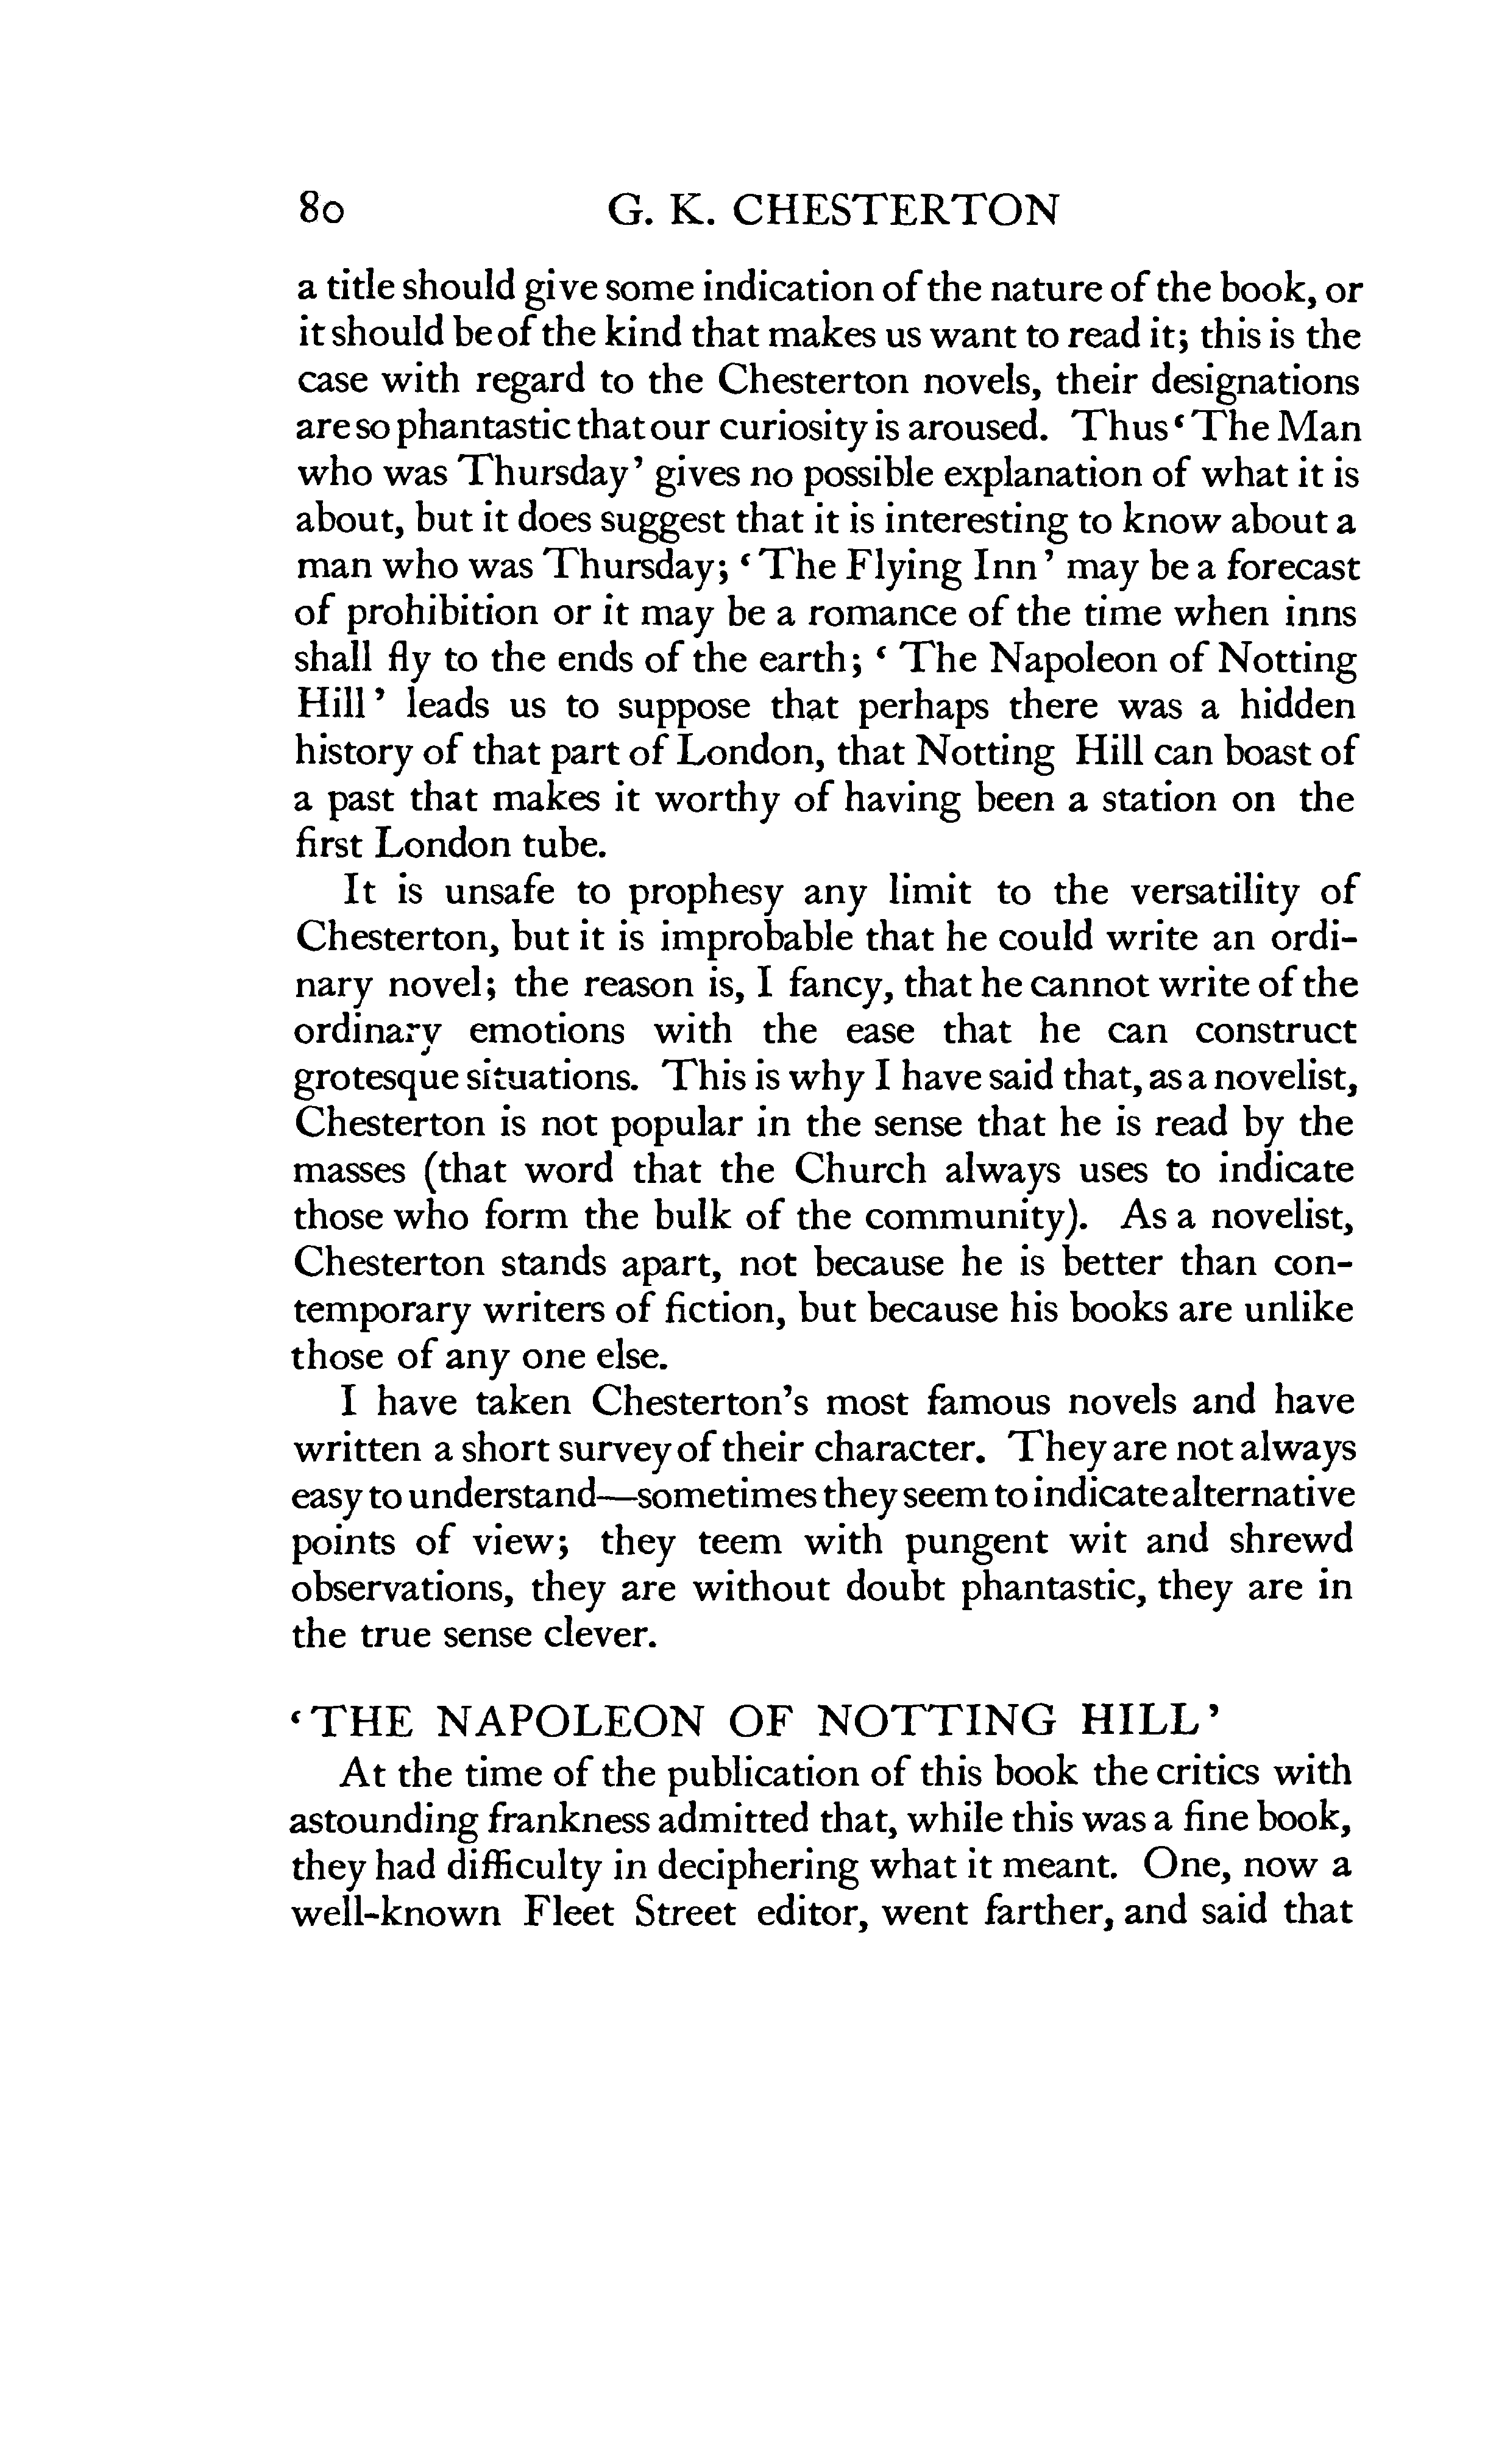 80 G. K. CHESTERTON
a title should give some indication of the nature of the book, or
it should be of the kind that makes us want to read it; this is the
case with regard to the Chesterton novels, their designations
are so phantastic that our curiosity is aroused. Thus ‘The Man
who was Thursday’ gives no possible explanation of what it is
about, but it does suggest that it is interesting to know about a
man who was Thursday; ‘The Flying Inn’ may be a forecast
of prohibition or it may be a romance of the time when inns
shall fly to the ends of the earth; ‘The Napoleon of Notting
Hill’ leads us to suppose that perhaps there was a hidden
history of that part of London, that Notting Hill can boast of
a past that makes it worthy of having been a station on the
first London tube.
It is unsafe to prophesy any limit to the versatility of
Chesterton, but it is improbable that he could write an ordi-
nary novel; the reason is, I fancy, that he cannot write of the
ordinary emotions with the ease that he can construct
grotesque situations. This is why I have said that, as a novelist,
Chesterton is not popular in the sense that he is read by the
masses (that word that the Church always uses to indicate
those who form the bulk of the community). As a novelist,
Chesterton stands apart, not because he is better than con-
temporary writers of fiction, but because his books are unlike
those of any one else.
I have taken Chesterton’s most famous novels and have
written a short survey of their character. They are not always
easy to understand—sometimes they seem to indicate alternative
points of view; they teem with pungent wit and shrewd
observations, they are without doubt phantastic, they are in
the true sense clever.
‘THE NAPOLEON OF NOTTING HILL’
At the time of the publication of this book the critics with
astounding frankness admitted that, while this was a fine book,
they had difficulty in deciphering what it meant. One, now a
well-known Fleet Street editor, went farther, and said that